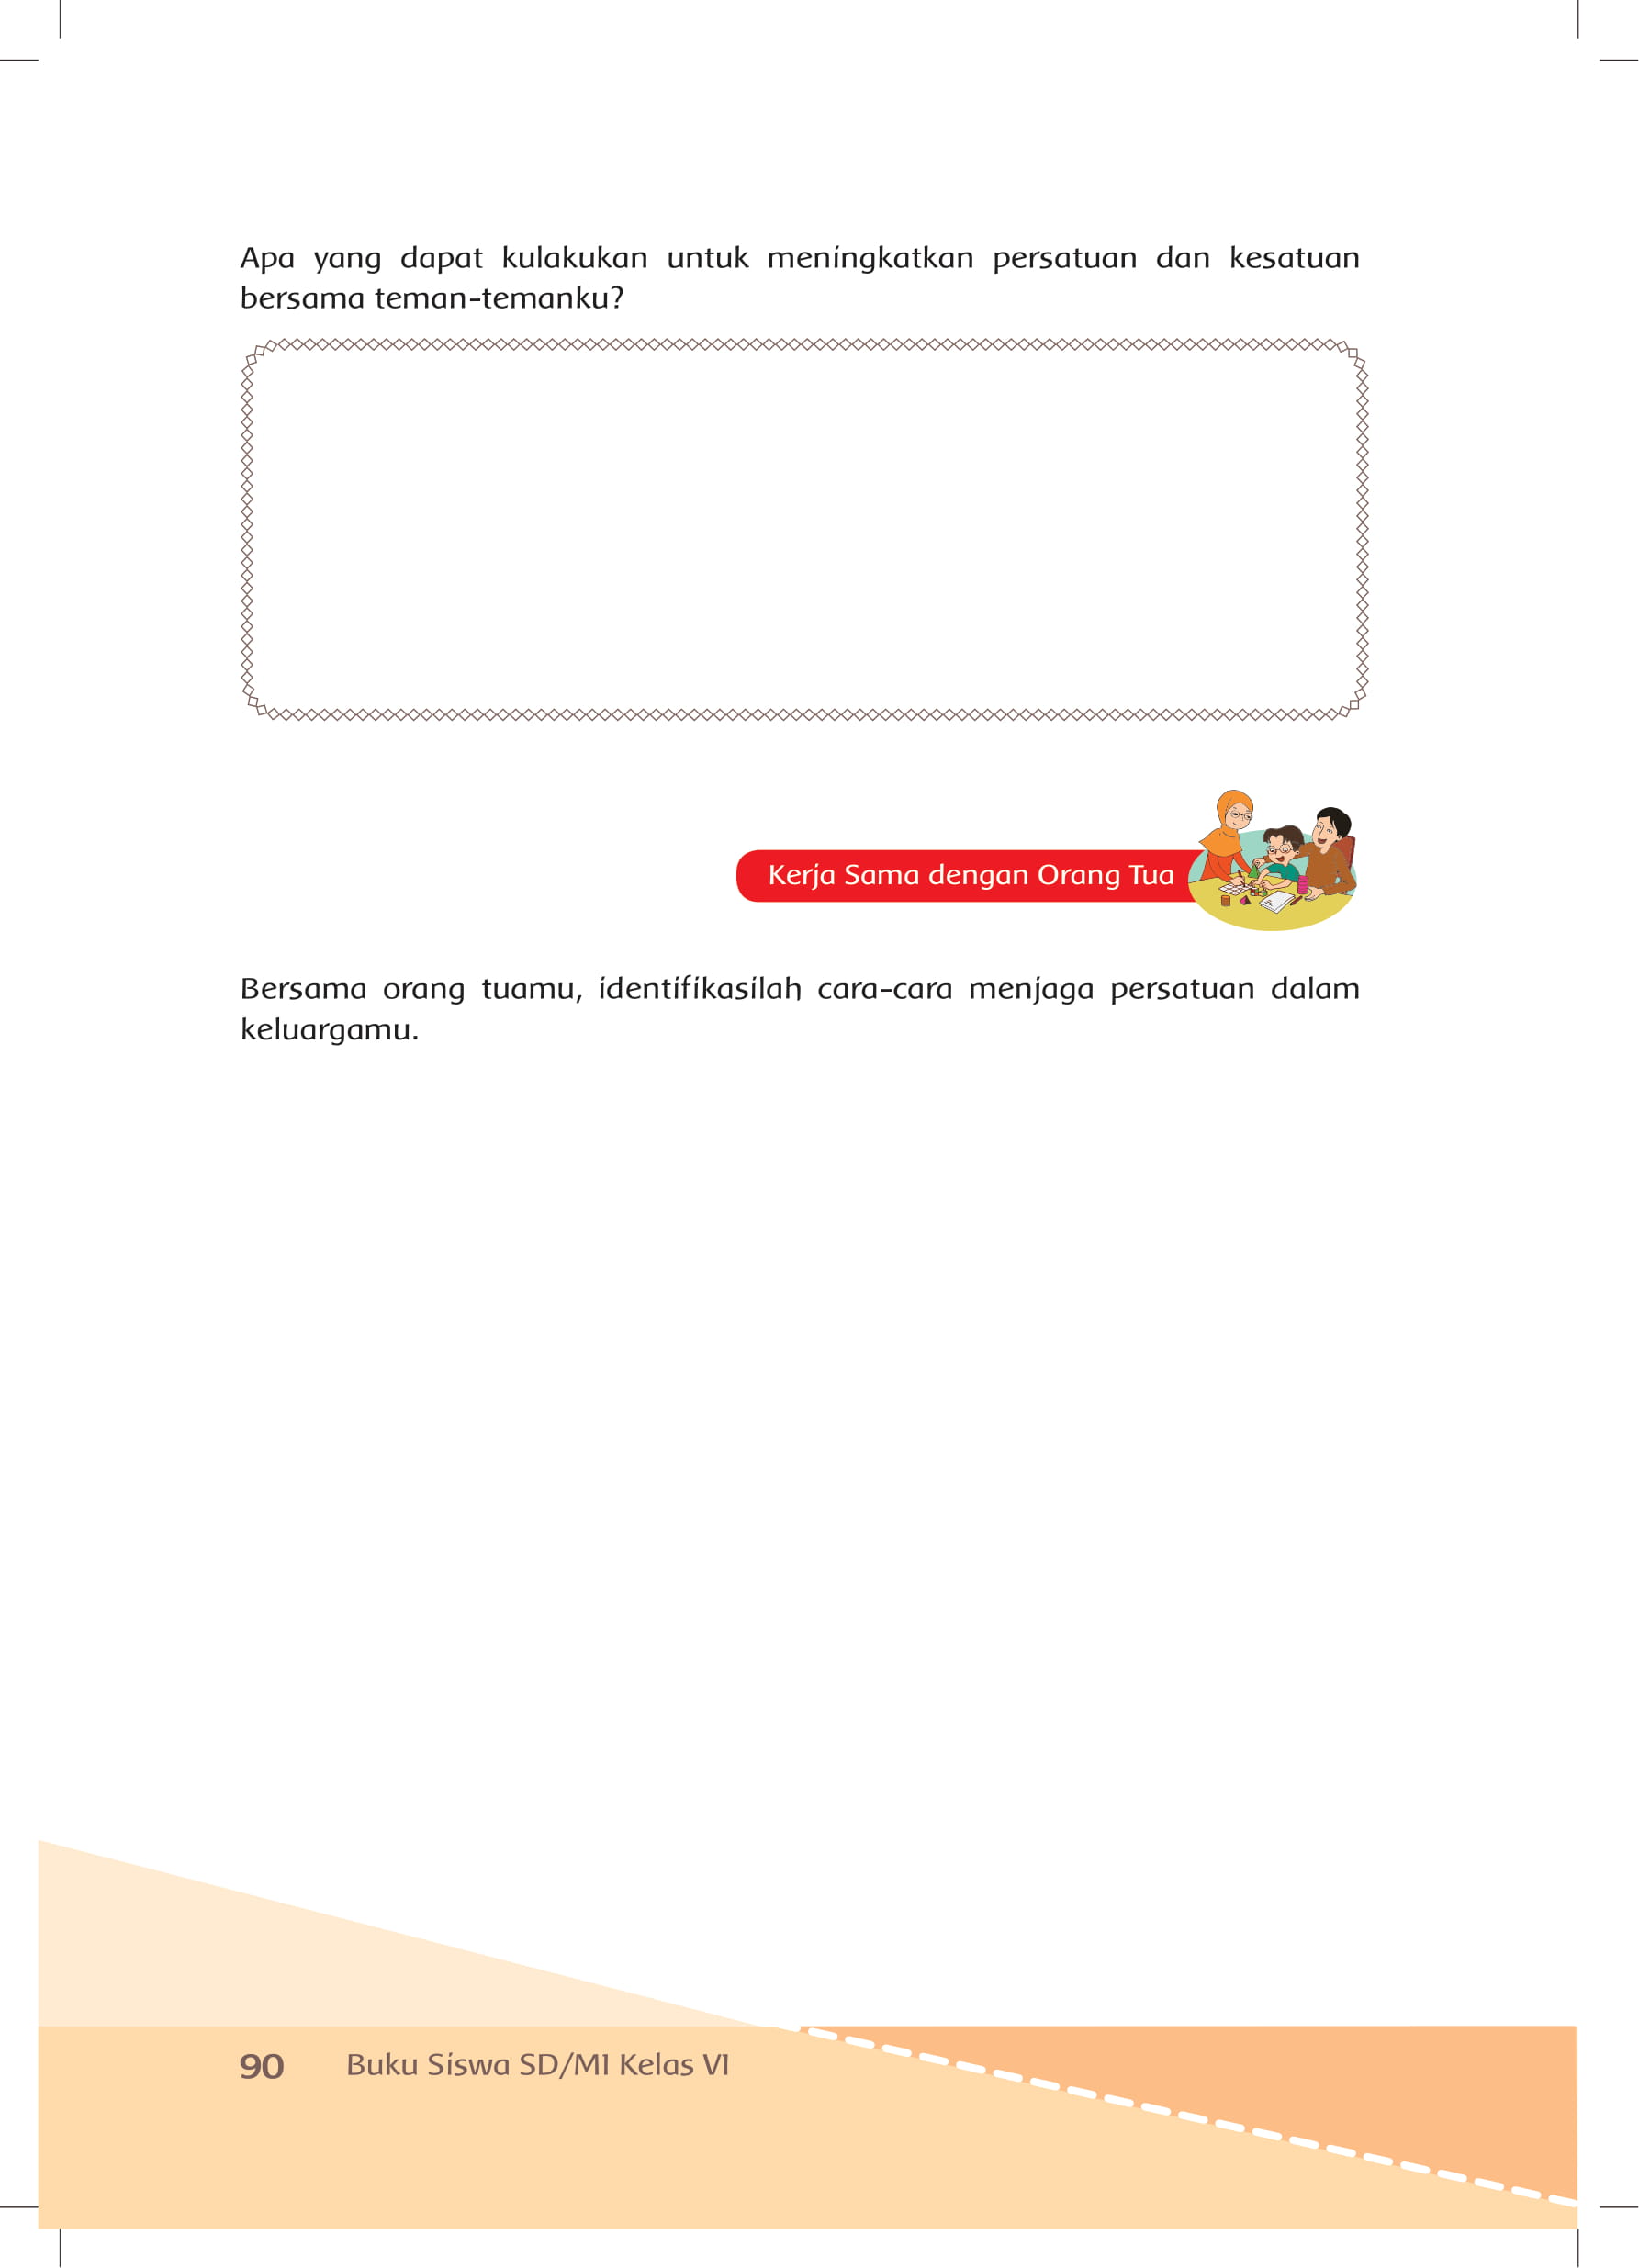 Apa yang dapat kulakukan untuk meningkatkan persatuan dan kesatuan
bersama teman-temanku?
Kerja Sama dengan Orang Tua
Bersama orang tuamu, identifikasilah cara-cara menjaga persatuan dalam
keluargamu.
90 Buku Siswa SD/MI Kelas VI